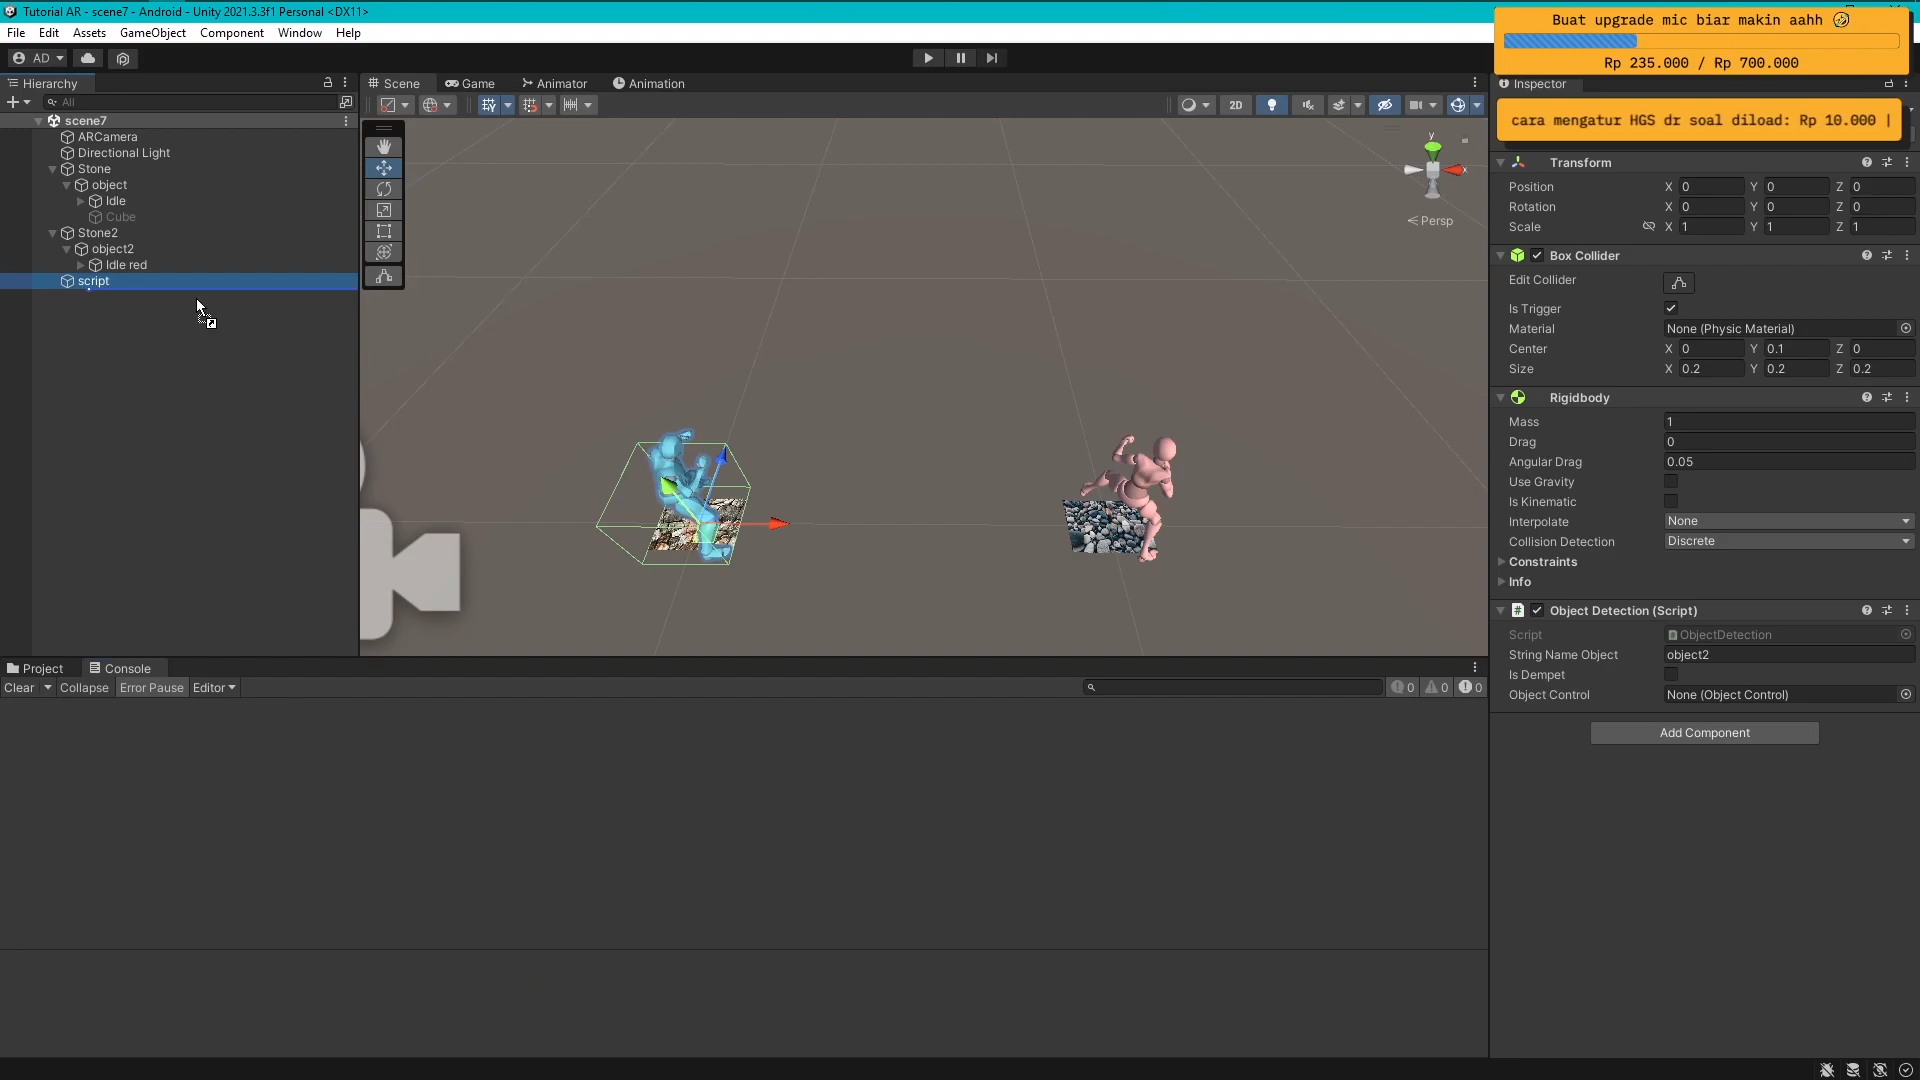 Tutorial AR - scene7 - Android - Unity 2021.3.3f1 Personal <DX11>
File Edit Assets GameObject Component Window Help
AD
Buat upgrade mic biar makin aahh 🤣
Rp 235.000 / Rp 700.000
cara mengatur HGS dr soal diload: Rp 10.000 |
Hierarchy
All
scene7
ARCamera
Directional Light
Stone
object
Idle
Cube
Stone2
object2
Idle red
script
Scene Game Animator Animation
2D
y
x
Persp
Inspector
Transform
Position X 0 Y 0 Z 0
Rotation X 0 Y 0 Z 0
Scale X 1 Y 1 Z 1
Box Collider
Edit Collider
Is Trigger
Material None (Physic Material)
Center X 0 Y 0.1 Z 0
Size X 0.2 Y 0.2 Z 0.2
Rigidbody
Mass 1
Drag 0
Angular Drag 0.05
Use Gravity
Is Kinematic
Interpolate None
Collision Detection Discrete
Constraints
Info
# Object Detection (Script)
Script ObjectDetection
String Name Object object2
Is Dempet
Object Control None (Object Control)
Add Component
Project Console
Clear Collapse Error Pause Editor
0 0 0